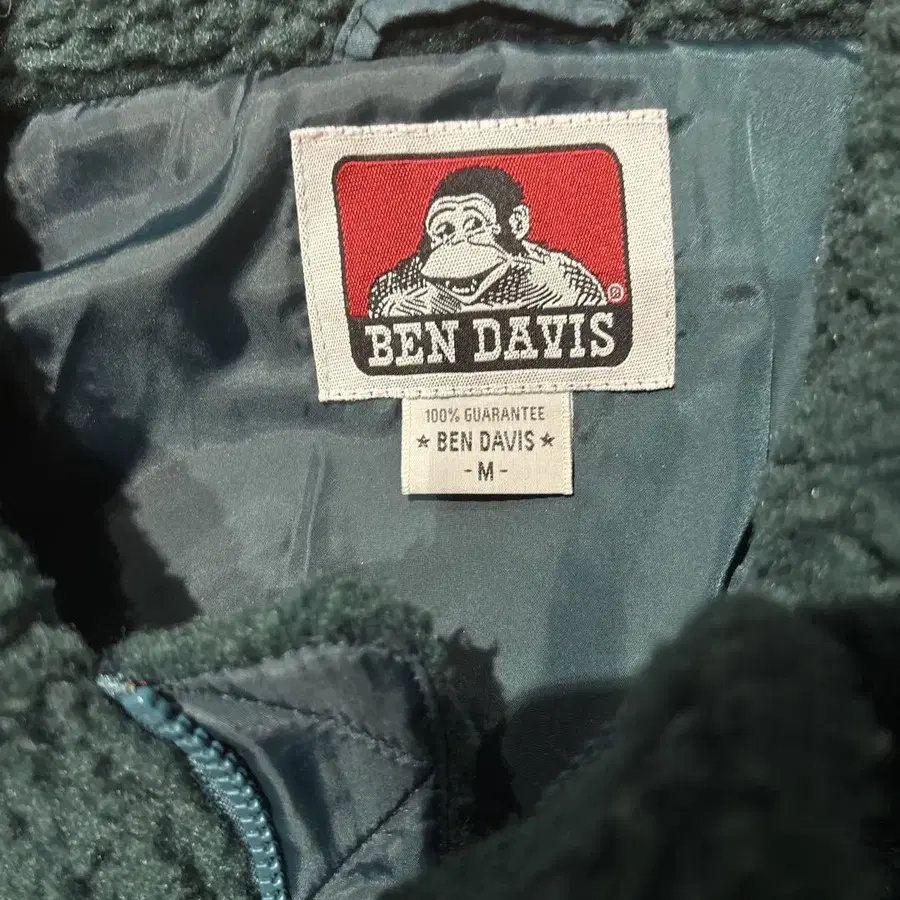 ®
BEN DAVIS
100% GUARANTEE
★ BEN DAVIS ★
- M -